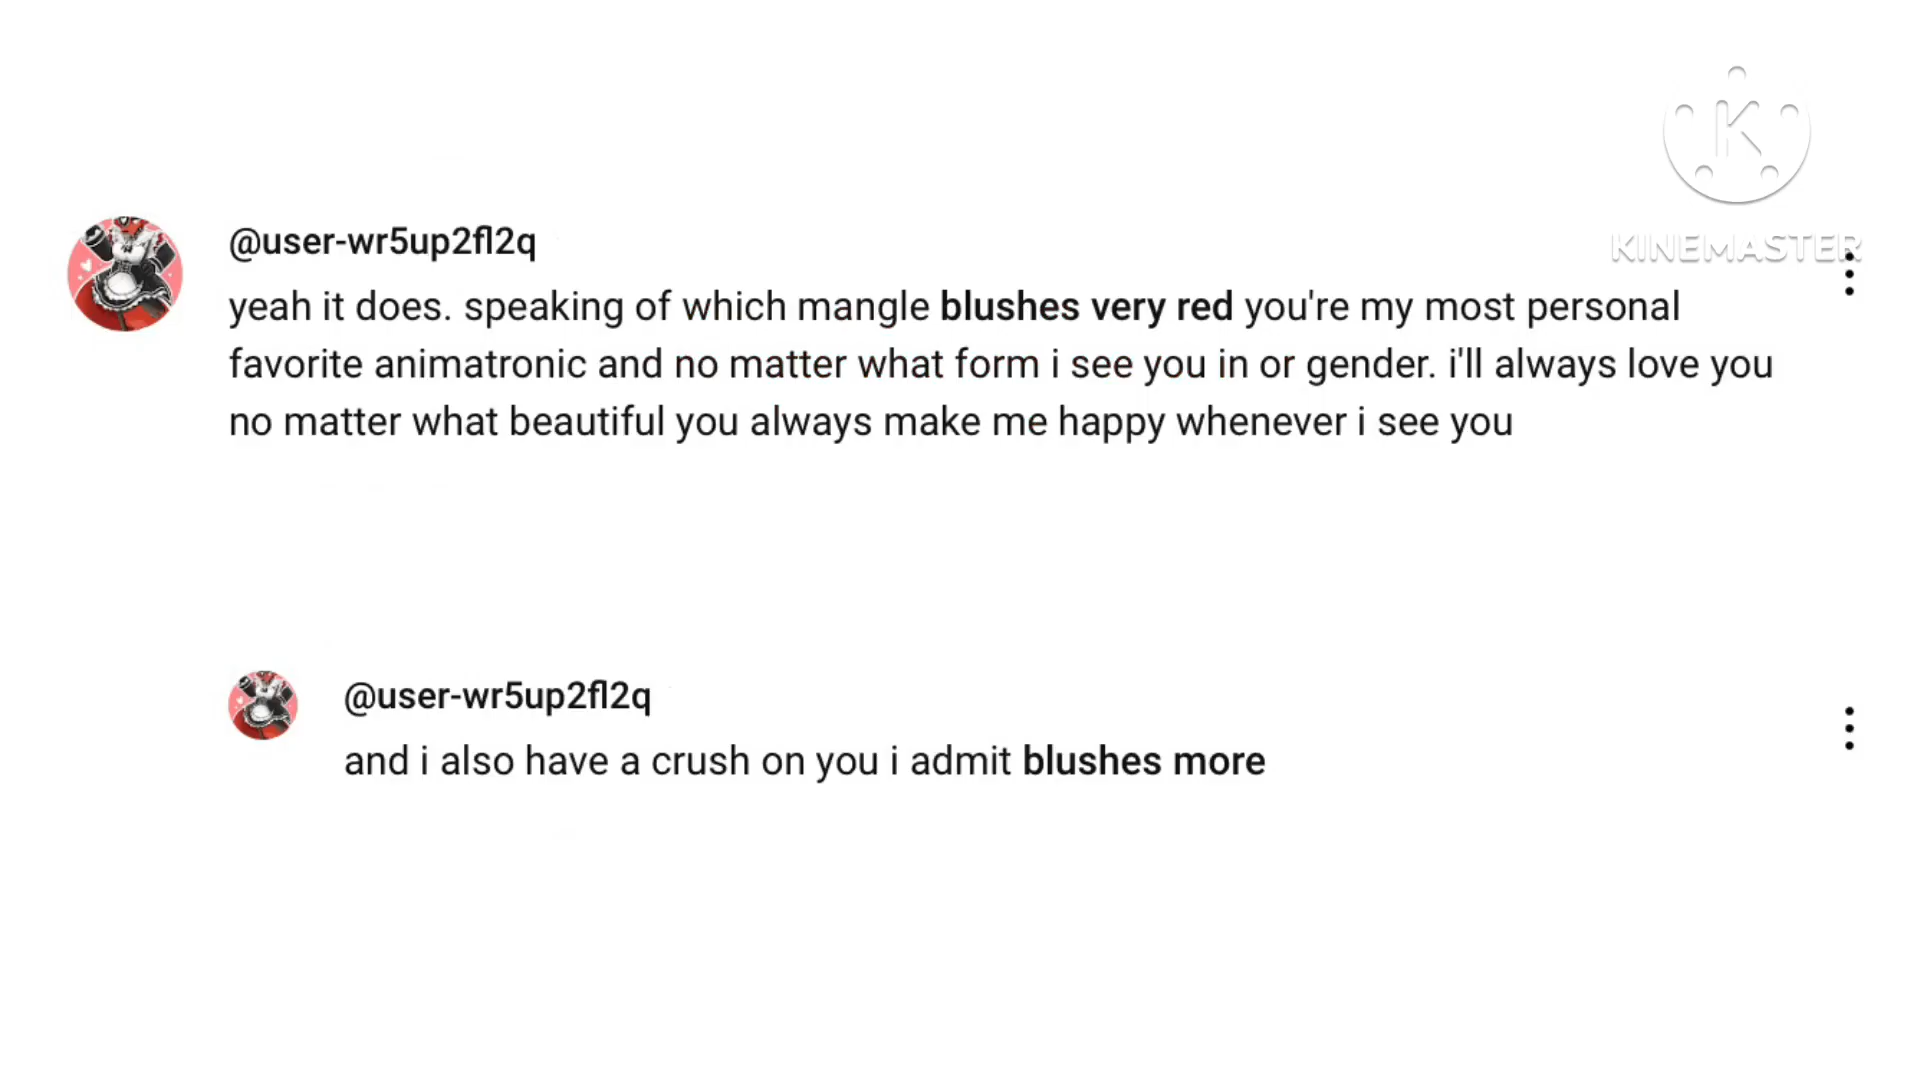 K
KINEMASTER
@user-wr5up2fl2q
yeah it does. speaking of which mangle blushes very red you're my most personal
favorite animatronic and no matter what form i see you in or gender. i'll always love you
no matter what beautiful you always make me happy whenever i see you
@user-wr5up2fl2q
and i also have a crush on you i admit blushes more